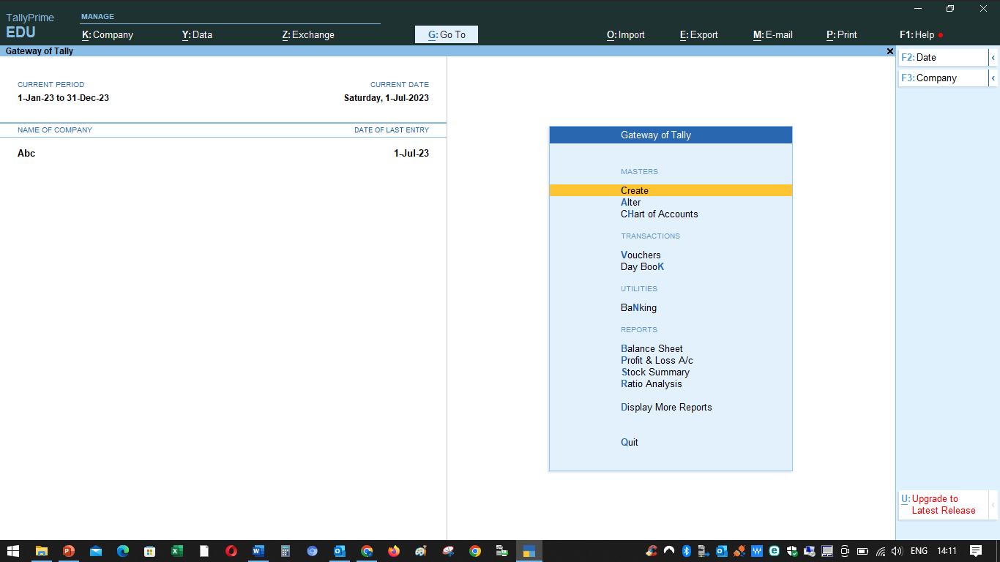 TallyPrime
EDU
MANAGE
K: Company
Y: Data
Z: Exchange
G: Go To
O: Import
E: Export
M: E-mail
P: Print
F1: Help
Gateway of Tally
F2: Date
F3: Company
CURRENT PERIOD
CURRENT DATE
1-Jan-23 to 31-Dec-23
Saturday, 1-Jul-2023
NAME OF COMPANY
DATE OF LAST ENTRY
Abc
1-Jul-23
Gateway of Tally
MASTERS
Create
Alter
CHart of Accounts
TRANSACTIONS
Vouchers
Day BooK
UTILITIES
BaNking
REPORTS
Balance Sheet
Profit & Loss A/c
Stock Summary
Ratio Analysis
Display More Reports
Quit
U: Upgrade to
Latest Release
ENG
14:11